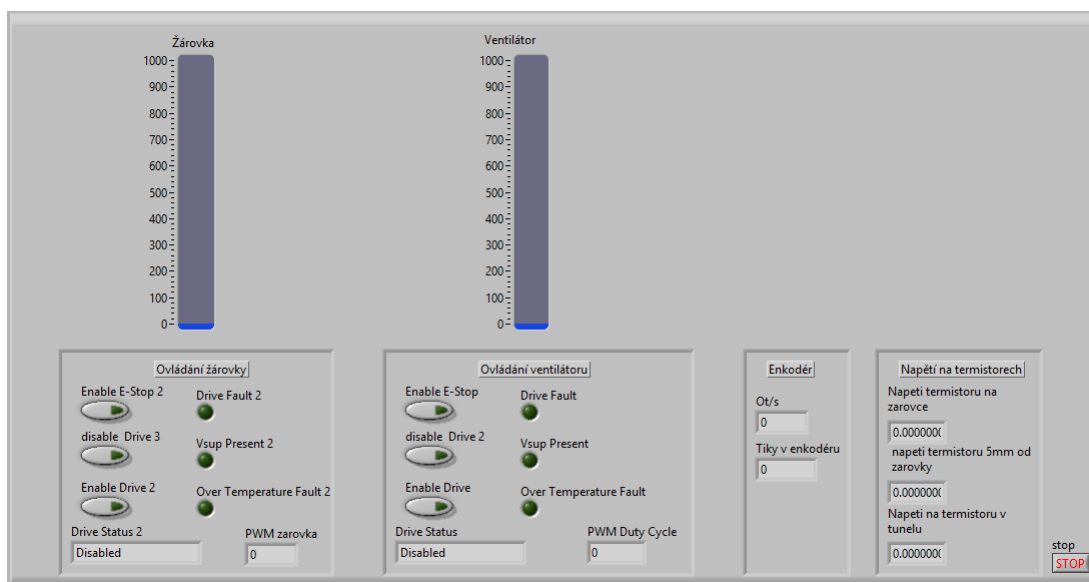 Žárovka
1000
900
800
700
600
500
400
300
200
100
0
Ventilátor
1000
900
800
700
600
500
400
300
200
100
0
Ovládání žárovky
Enable E-Stop 2
Drive Fault 2
disable Drive 3
Vsup Present 2
Enable Drive 2
Over Temperature Fault 2
Drive Status 2
PWM zarovka
Disabled
0
Ovládání ventilátoru
Enable E-Stop
Drive Fault
disable Drive 2
Vsup Present
Enable Drive
Over Temperature Fault
Drive Status
PWM Duty Cycle
Disabled
0
Enkodér
Ot/s
0
Tiky v enkodéru
0
Napětí na termistorech
Napeti termistoru na
zarovce
0.000000(
napeti termistoru 5mm od
zarovky
0.000000(
Napeti na termistoru v
tunelu
0.000000(
stop
STOP